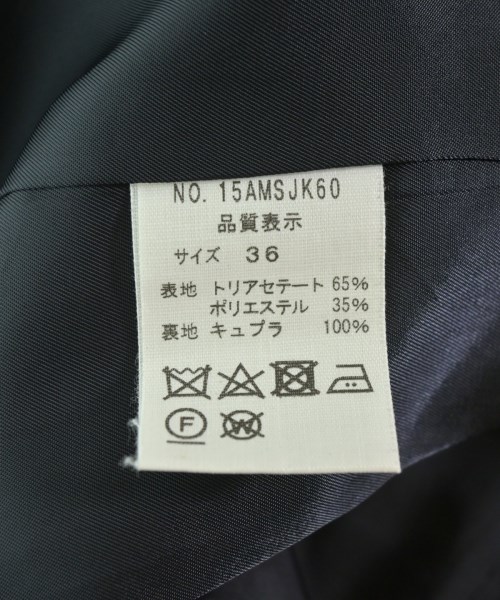 NO. 15AMSJK60
品質表示
サイズ 36
表地 トリアセテート 65%
ポリエステル 35%
裏地 キュプラ 100%
F W